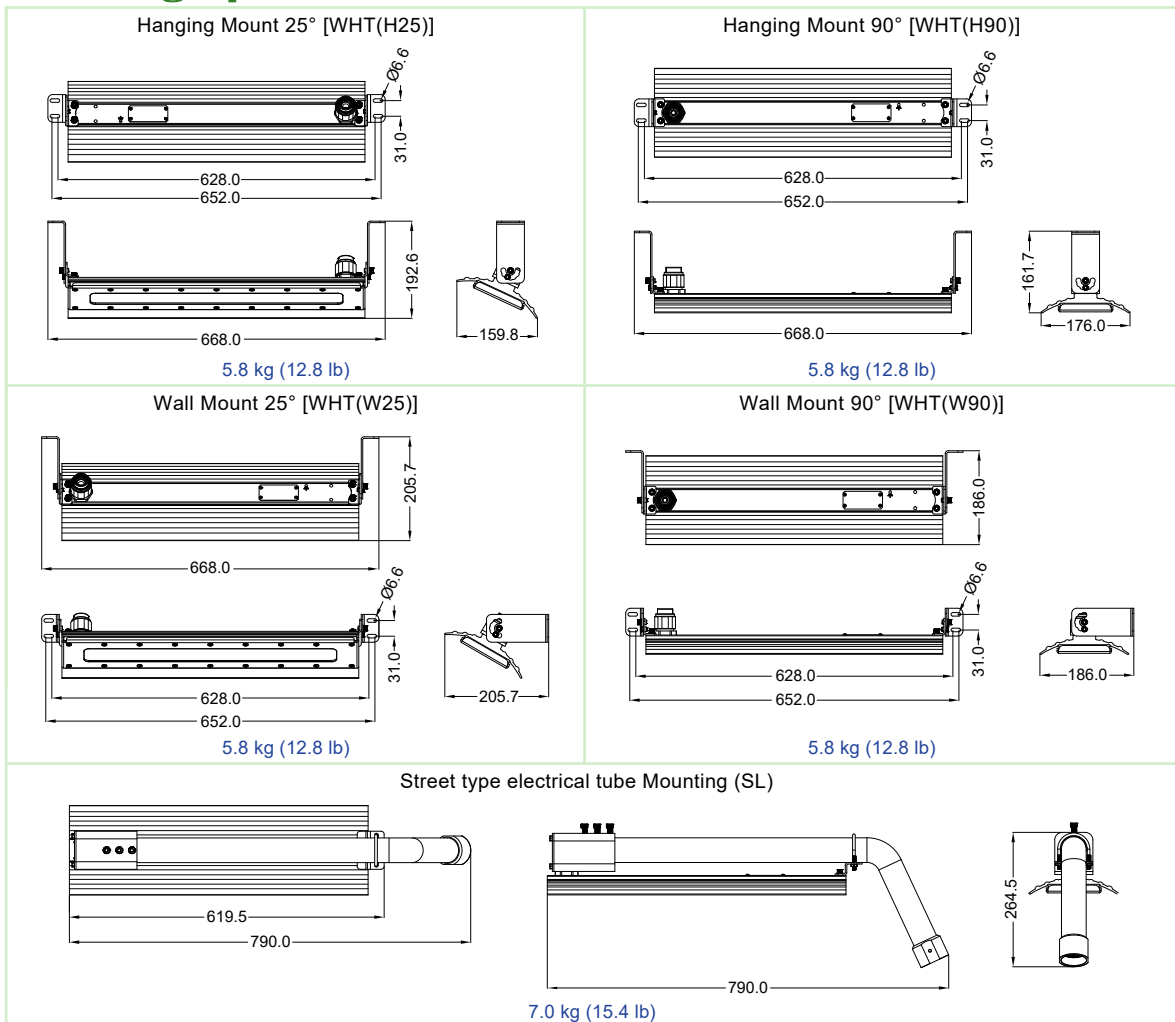 Hanging Mount 25° [WHT(H25)]
Ø6.6
31.0
628.0
652.0
192.6
668.0
159.8
5.8 kg (12.8 lb)
Hanging Mount 90° [WHT(H90)]
Ø6.6
31.0
628.0
652.0
161.7
668.0
176.0
5.8 kg (12.8 lb)
Wall Mount 25° [WHT(W25)]
205.7
668.0
Ø6.6
31.0
628.0
652.0
205.7
5.8 kg (12.8 lb)
Wall Mount 90° [WHT(W90)]
186.0
Ø6.6
31.0
628.0
652.0
186.0
5.8 kg (12.8 lb)
Street type electrical tube Mounting (SL)
619.5
790.0
790.0
264.5
7.0 kg (15.4 lb)